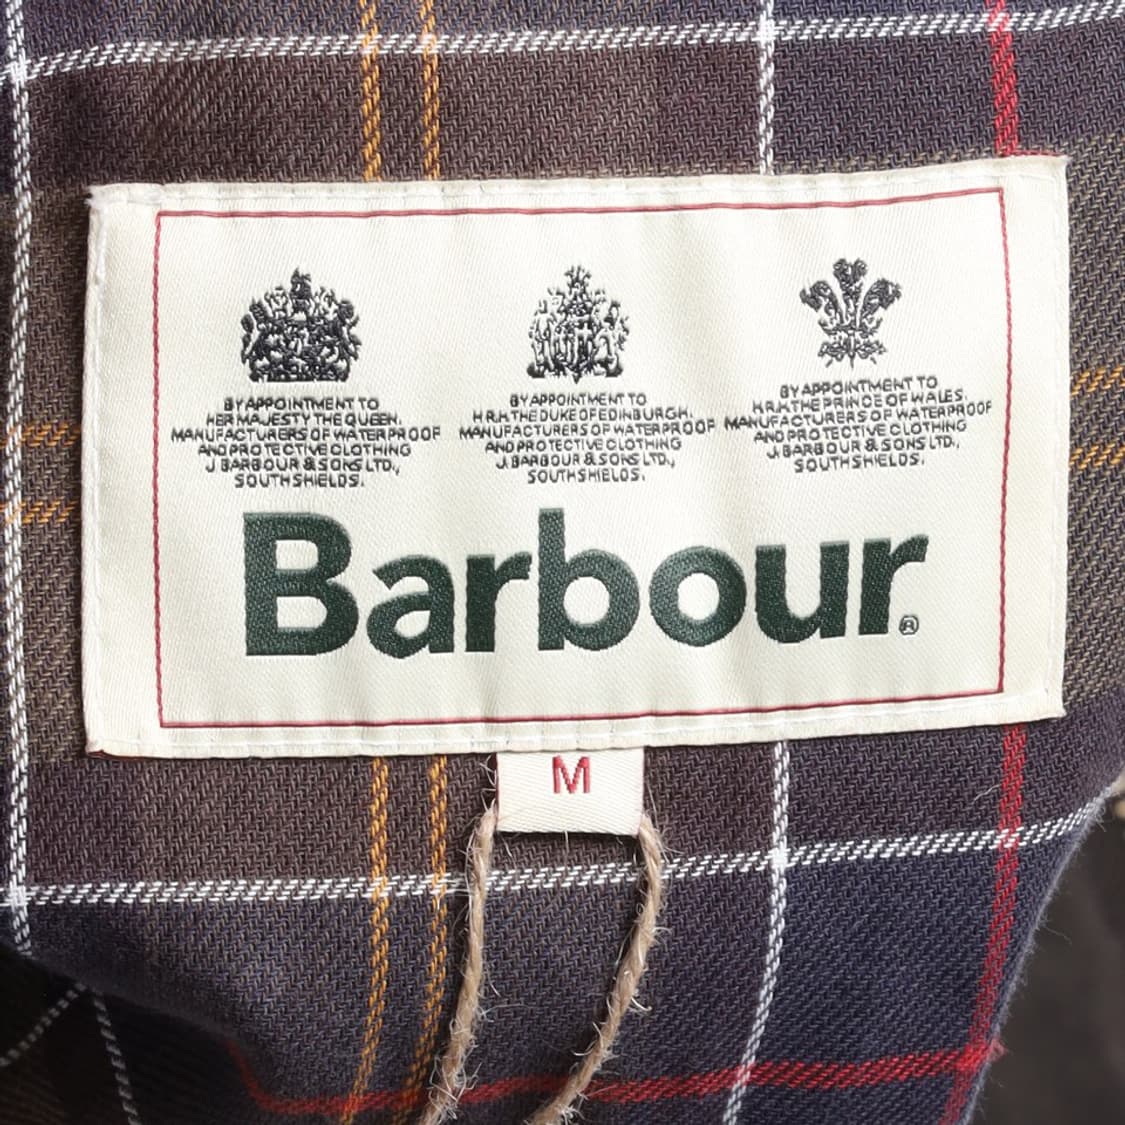 BY APPOINTMENT TO
HER MAJESTY THE QUEEN.
MANUFACTURERS OF WATERPROOF
AND PROTECTIVE CLOTHING
J. BARBOUR & SONS LTD.,
SOUTH SHIELDS.
BY APPOINTMENT TO
H.R.H. THE DUKE OF EDINBURGH.
MANUFACTURERS OF WATERPROOF
AND PROTECTIVE CLOTHING
J. BARBOUR & SONS LTD.,
SOUTH SHIELDS.
BY APPOINTMENT TO
H.R.H. THE PRINCE OF WALES.
MANUFACTURERS OF WATERPROOF
AND PROTECTIVE CLOTHING
J. BARBOUR & SONS LTD.,
SOUTH SHIELDS.
Barbour®
M